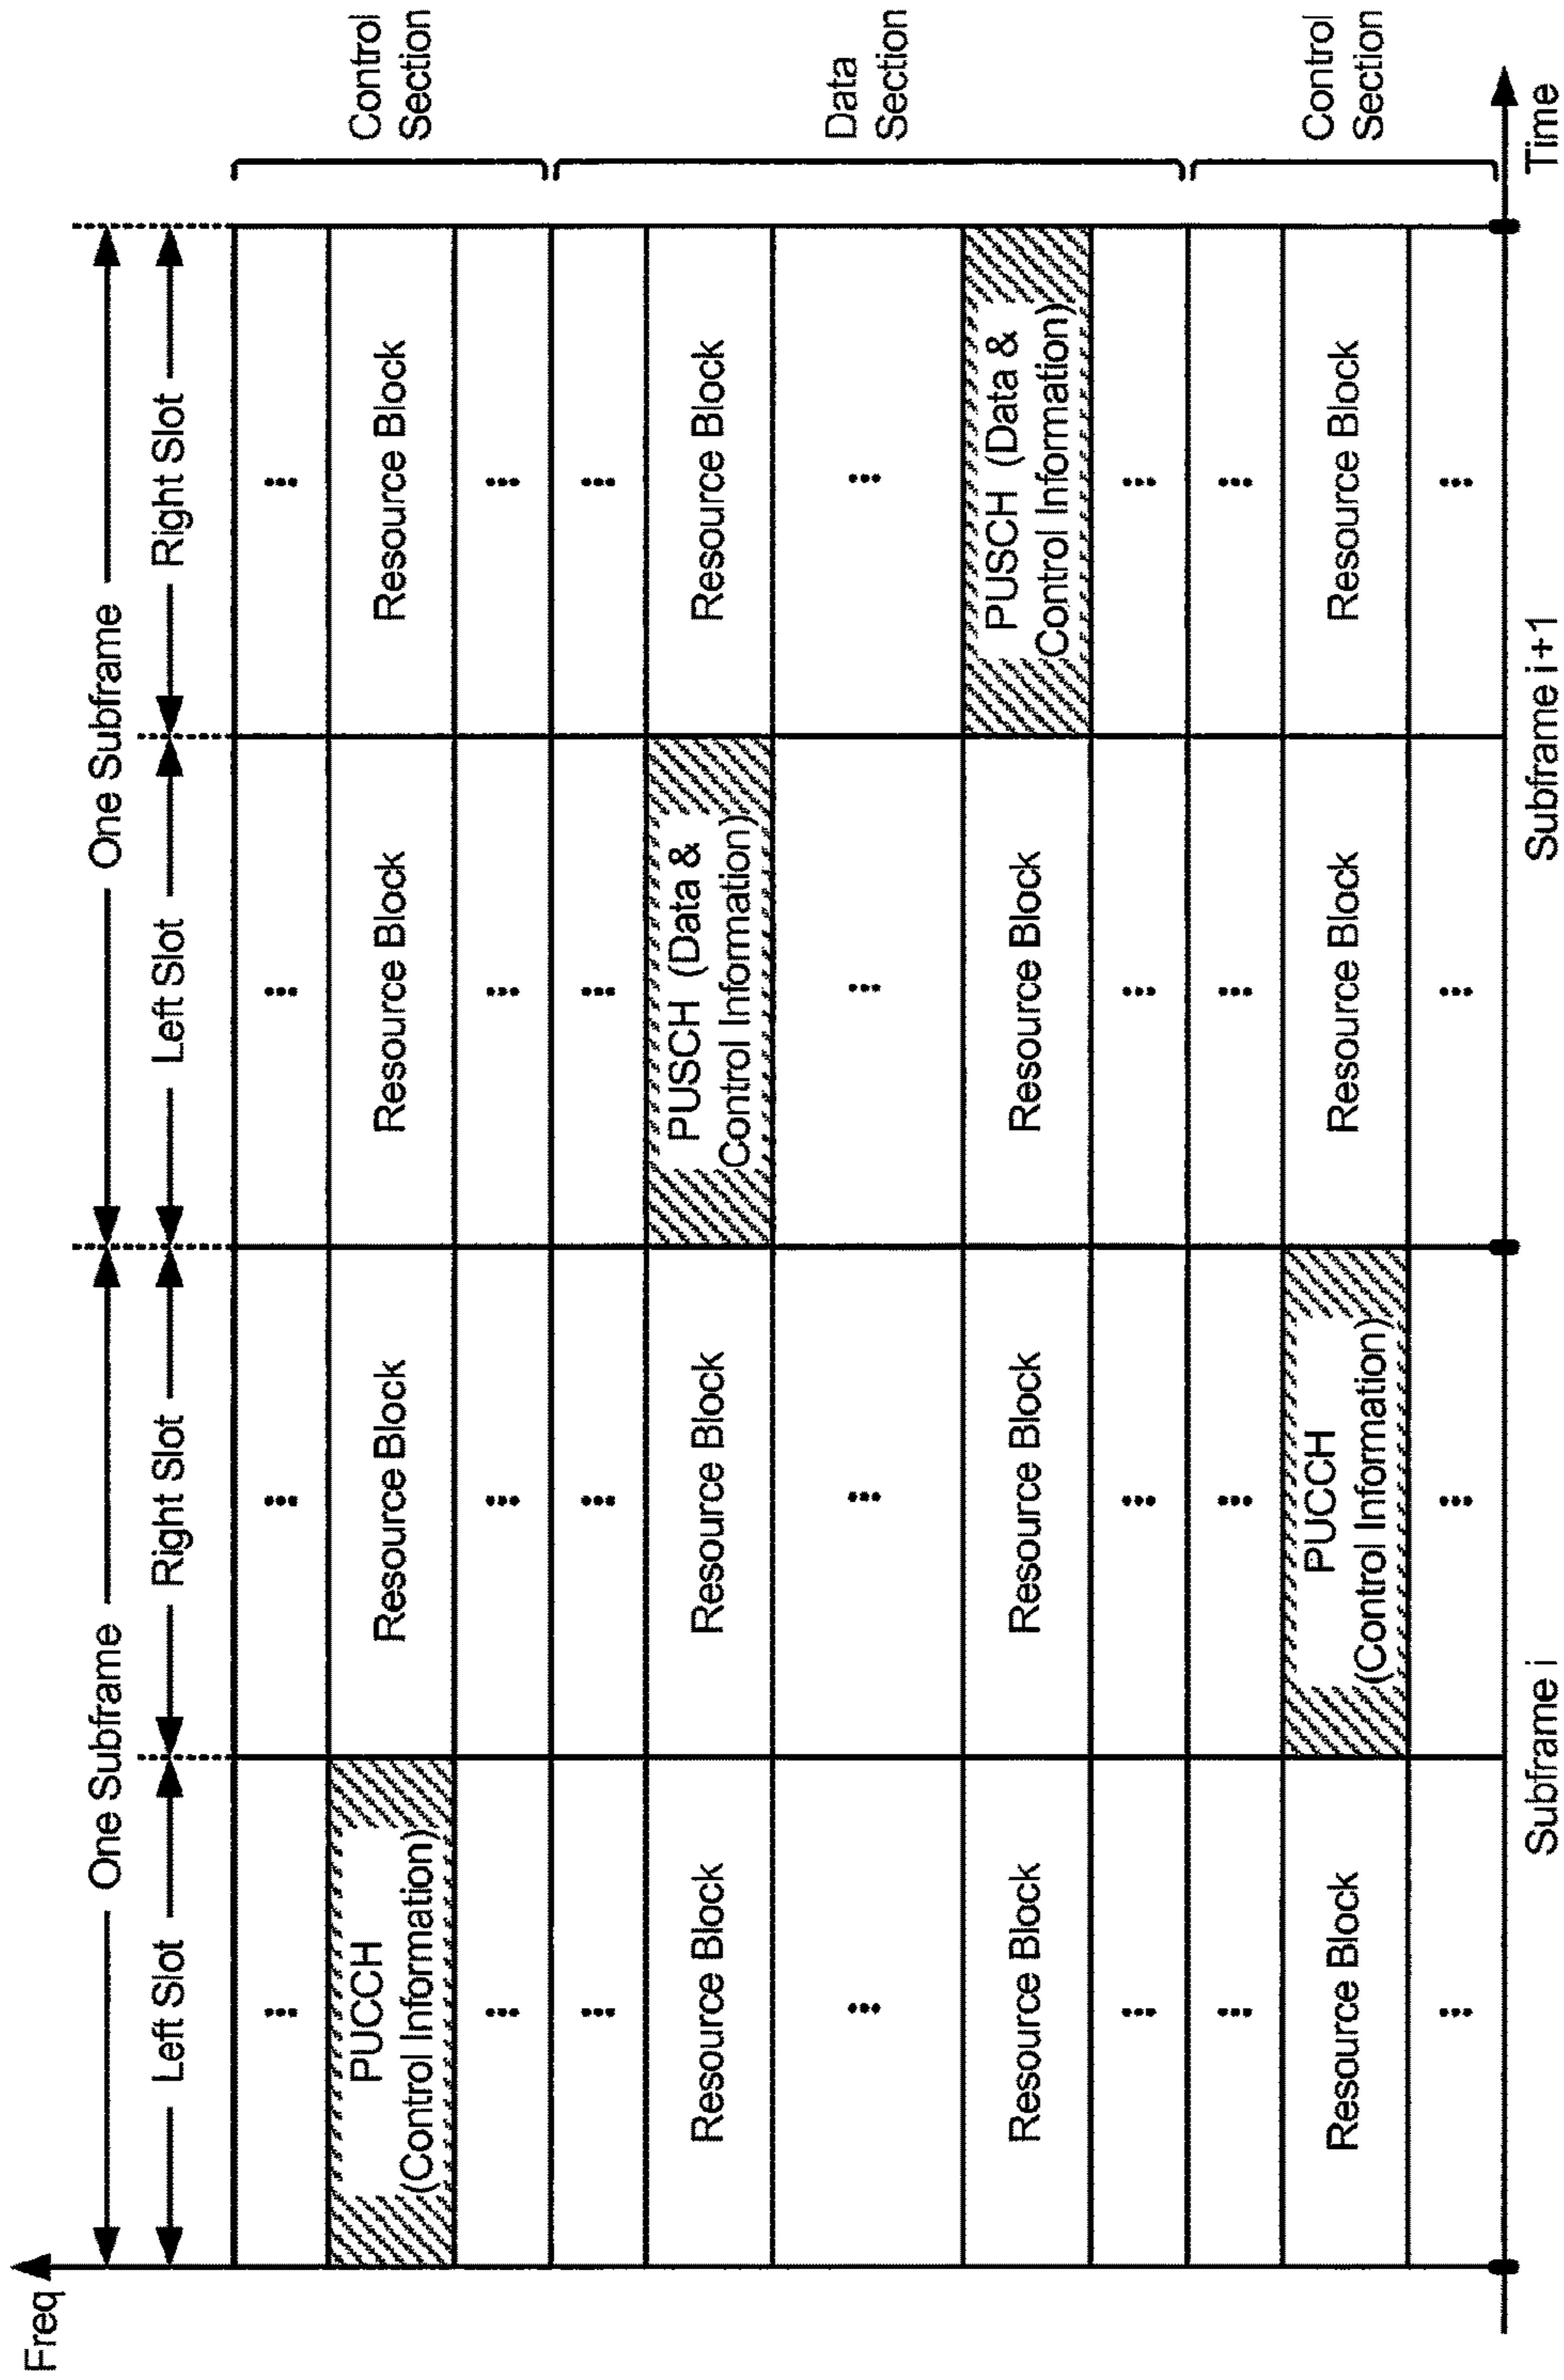 Freq
One Subframe
One Subframe
Left Slot
Right Slot
Left Slot
Right Slot
...
...
...
...
PUCCH
(Control Information)
Resource Block
Resource Block
Resource Block
Control
Section
...
...
...
...
...
...
...
...
Resource Block
Resource Block
PUSCH (Data &
Control Information)
Resource Block
...
...
...
...
Data
Section
Resource Block
Resource Block
Resource Block
PUSCH (Data &
Control Information)
...
...
...
...
...
...
...
...
Resource Block
PUCCH
(Control Information)
Resource Block
Resource Block
Control
Section
...
...
...
...
Subframe i
Subframe i+1
Time